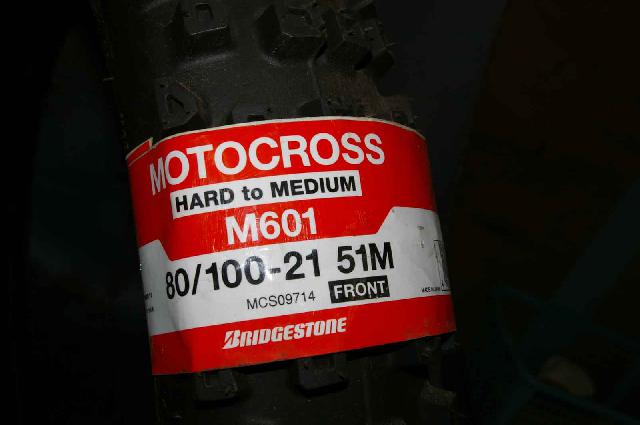 MOTOCROSS
HARD to MEDIUM
M601
80/100-21 51M
MCS09714 FRONT
BRIDGESTONE